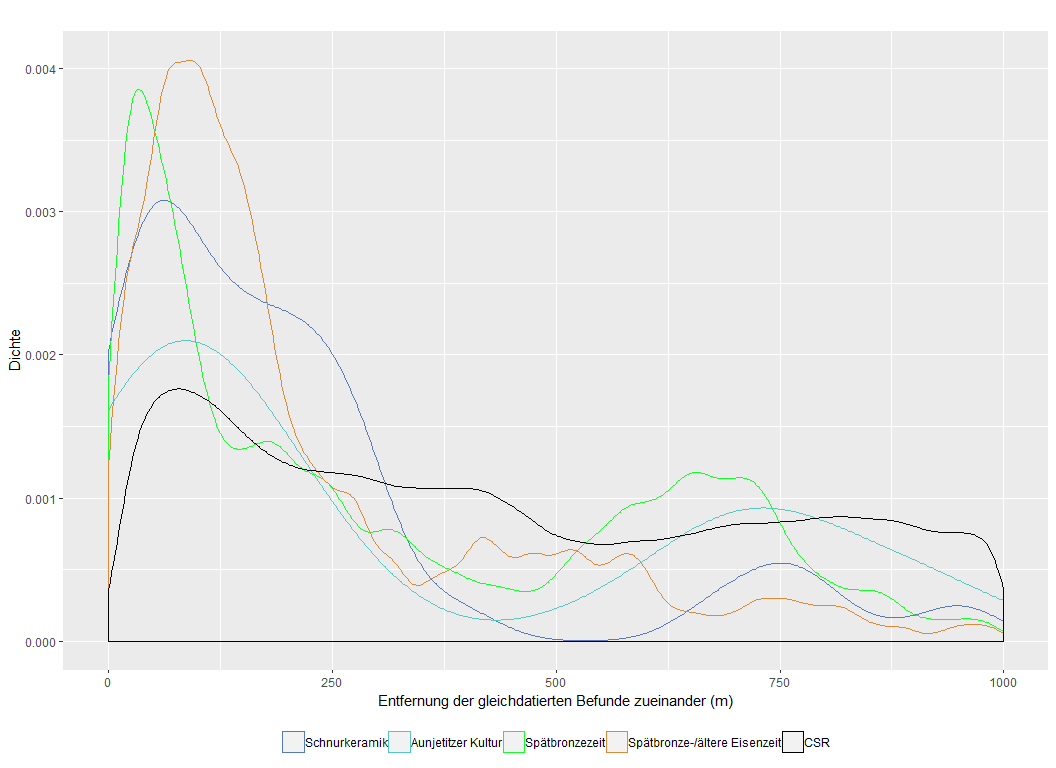 0.004
0.003
0.002
0.001
0.000
Dichte
0 250 500 750 1000
Entfernung der gleichdatierten Befunde zueinander (m)
Schnurkeramik Aunjetitzer Kultur Spätbronzezeit Spätbronze-/ältere Eisenzeit CSR